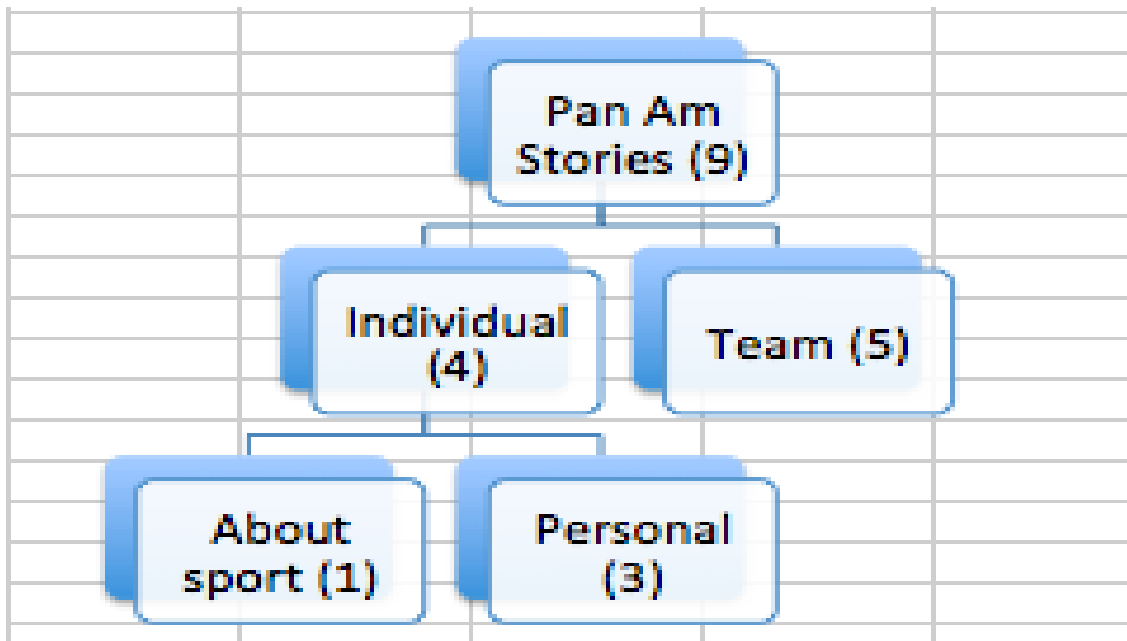 Pan Am
Stories (9)
Individual
(4)
Team (5)
About
sport (1)
Personal
(3)